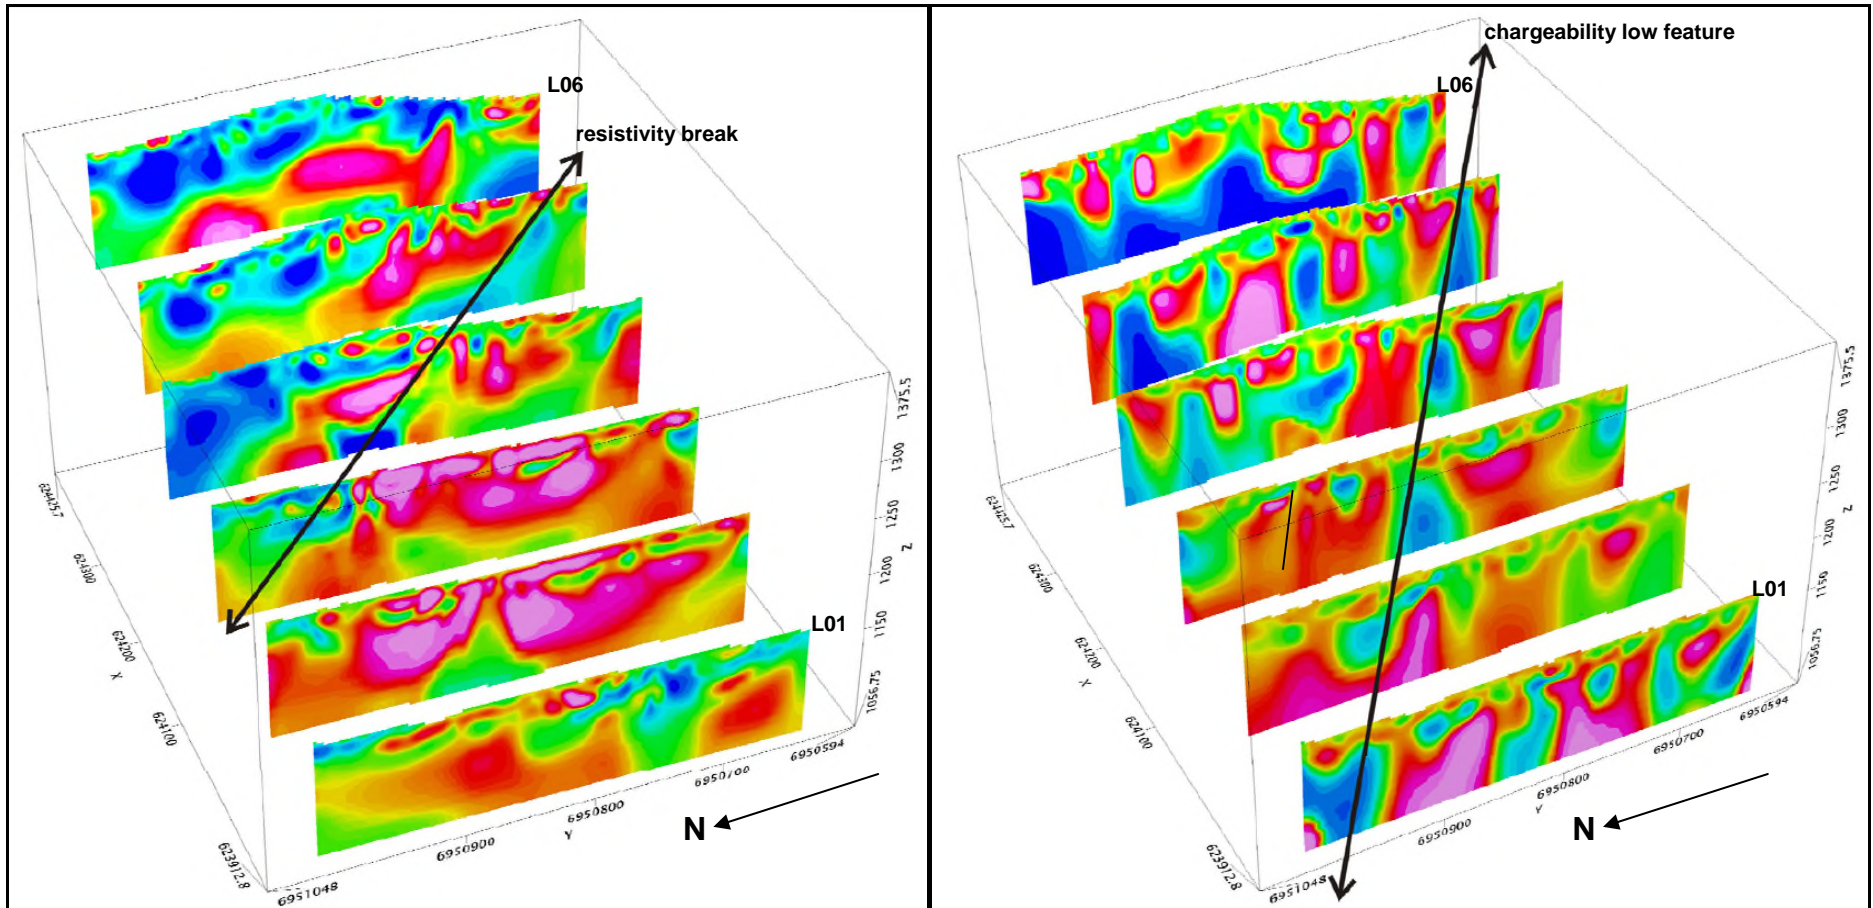 L06
resistivity break
L01
1375.5
1300
1250
Z
1200
1150
1056.75
624425.7
624300
624200
X
624100
623912.8
6951048
6950900
Y
6950800
6950700
6950594
N
chargeability low feature
L06
L01
1375.5
1300
1250
Z
1200
1150
1056.75
624425.7
624300
624200
X
624100
623912.8
6951048
6950900
Y
6950800
6950700
6950594
N